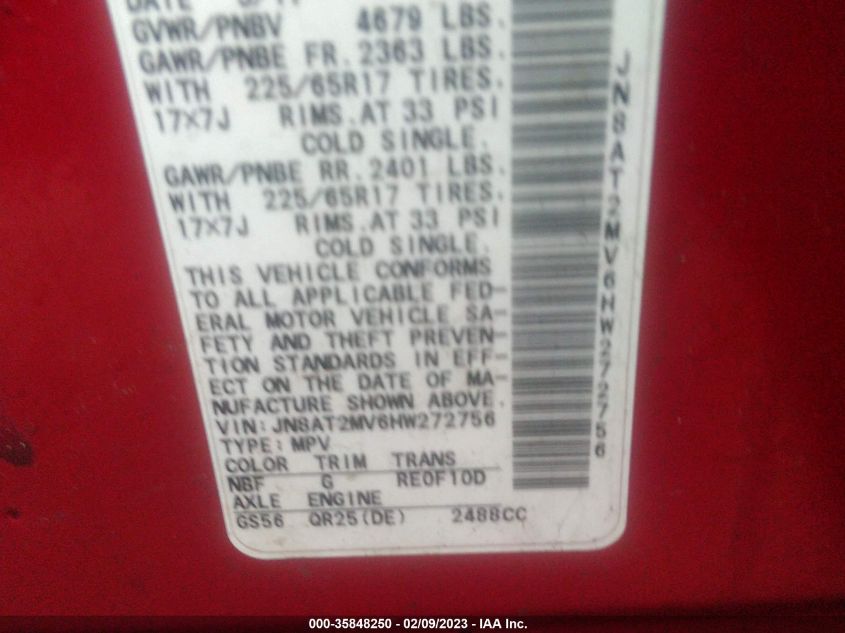 DATE
GVWR/PNBV 4679 LBS.
GAWR/PNBE FR. 2363 LBS.
WITH 225/65R17 TIRES.
17X7J RIMS.AT 33 PSI
COLD SINGLE.
GAWR/PNBE RR. 2401 LBS.
WITH 225/65R17 TIRES.
17X7J RIMS.AT 33 PSI
COLD SINGLE.
THIS VEHICLE CONFORMS
TO ALL APPLICABLE FED-
ERAL MOTOR VEHICLE SA-
FETY AND THEFT PREVEN-
TION STANDARDS IN EFF-
ECT ON THE DATE OF MA-
NUFACTURE SHOWN ABOVE.
VIN:JN8AT2MV6HW272756
TYPE:MPV
COLOR TRIM TRANS
NBF G RE0F10D
AXLE ENGINE
GS56 QR25(DE) 2488CC
JN8AT2MV6HW272756
000-35848250 - 02/09/2023 - IAA Inc.